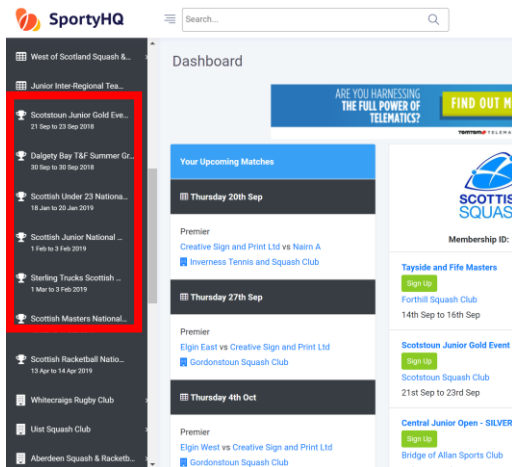 SportyHQ
Search...
West of Scotland Squash &...
Junior Inter-Regional Tea...
Scotstoun Junior Gold Eve...
21 Sep to 23 Sep 2018
Dalgety Bay T&F Summer Gr...
30 Sep to 30 Sep 2018
Scottish Under 23 Nationa...
18 Jan to 20 Jan 2019
Scottish Junior National ...
1 Feb to 3 Feb 2019
Sterling Trucks Scottish ...
1 Mar to 3 Feb 2019
Scottish Masters National...
Scottish Racketball Natio...
13 Apr to 14 Apr 2019
Whitecraigs Rugby Club
Uist Squash Club
Aberdeen Squash & Racketb...
Dashboard
ARE YOU HARNESSING
THE FULL POWER OF
TELEMATICS?
FIND OUT M
TOMTOM TELEMA
Your Upcoming Matches
Thursday 20th Sep
Premier
Creative Sign and Print Ltd vs Nairn A
Inverness Tennis and Squash Club
Thursday 27th Sep
Premier
Elgin East vs Creative Sign and Print Ltd
Gordonstoun Squash Club
Thursday 4th Oct
Premier
Elgin West vs Creative Sign and Print Ltd
Gordonstoun Squash Club
SCOTTIS
SQUAS
Membership ID:
Tayside and Fife Masters
Sign Up
Forthill Squash Club
14th Sep to 16th Sep
Scotstoun Junior Gold Event
Sign Up
Scotstoun Squash Club
21st Sep to 23rd Sep
Central Junior Open - SILVER
Sign Up
Bridge of Allan Sports Club